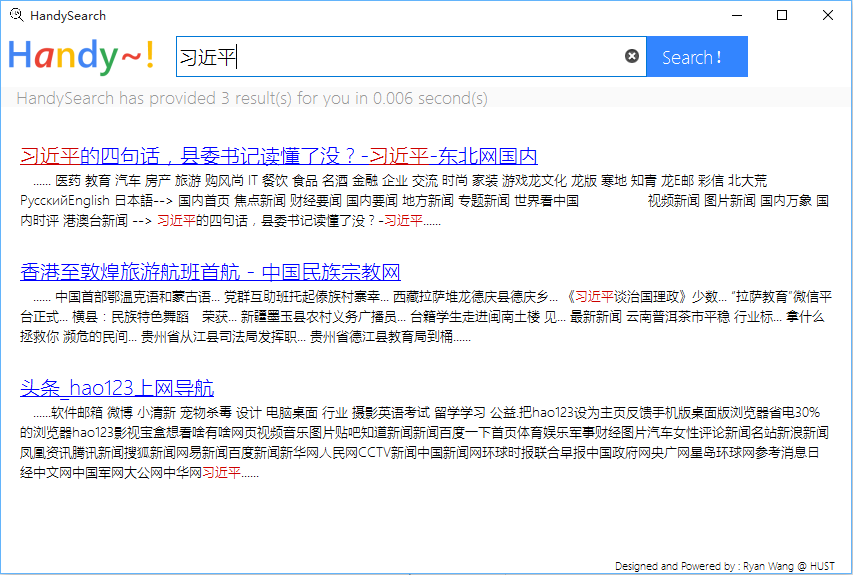 HandySearch
Handy~!
习近平
Search!
HandySearch has provided 3 result(s) for you in 0.006 second(s)
习近平的四句话，县委书记读懂了没？-习近平-东北网国内
...... 医药 教育 汽车 房产 旅游 购风尚 IT 餐饮 食品 名酒 金融 企业 交流 时尚 家装 游戏龙文化 龙版 寒地 知青 龙E邮 彩信 北大荒
РусскийEnglish 日本語--> 国内首页 焦点新闻 财经要闻 国内要闻 地方新闻 专题新闻 世界看中国 视频新闻 图片新闻 国内万象 国
内时评 港澳台新闻 --> 习近平的四句话，县委书记读懂了没？-习近平......
香港至敦煌旅游航班首航 - 中国民族宗教网
...... 中国首部鄂温克语和蒙古语... 党群互助班托起傣族村寨幸... 西藏拉萨堆龙德庆县德庆乡... 《习近平谈治国理政》少数... “拉萨教育”微信平
台正式... 横县：民族特色舞蹈 荣获... 新疆墨玉县农村义务广播员... 台籍学生走进闽南土楼 见... 最新新闻 云南普洱茶市平稳 行业标... 拿什么
拯救你 濒危的民间... 贵州省从江县司法局发挥职... 贵州省德江县教育局到桶......
头条_hao123上网导航
......软件邮箱 微博 小清新 宠物杀毒 设计 电脑桌面 行业 摄影英语考试 留学学习 公益.把hao123设为主页反馈手机版桌面版浏览器省电30%
的浏览器hao123影视宝盒想看啥有啥网页视频音乐图片贴吧知道新闻新闻百度一下首页体育娱乐军事财经图片汽车女性评论新闻名站新浪新闻
凤凰资讯腾讯新闻搜狐新闻网易新闻百度新闻新华网人民网CCTV新闻中国新闻网环球时报联合早报中国政府网央广网星岛环球网参考消息日
经中文网中国军网大公网中华网习近平......
Designed and Powered by : Ryan Wang @ HUST